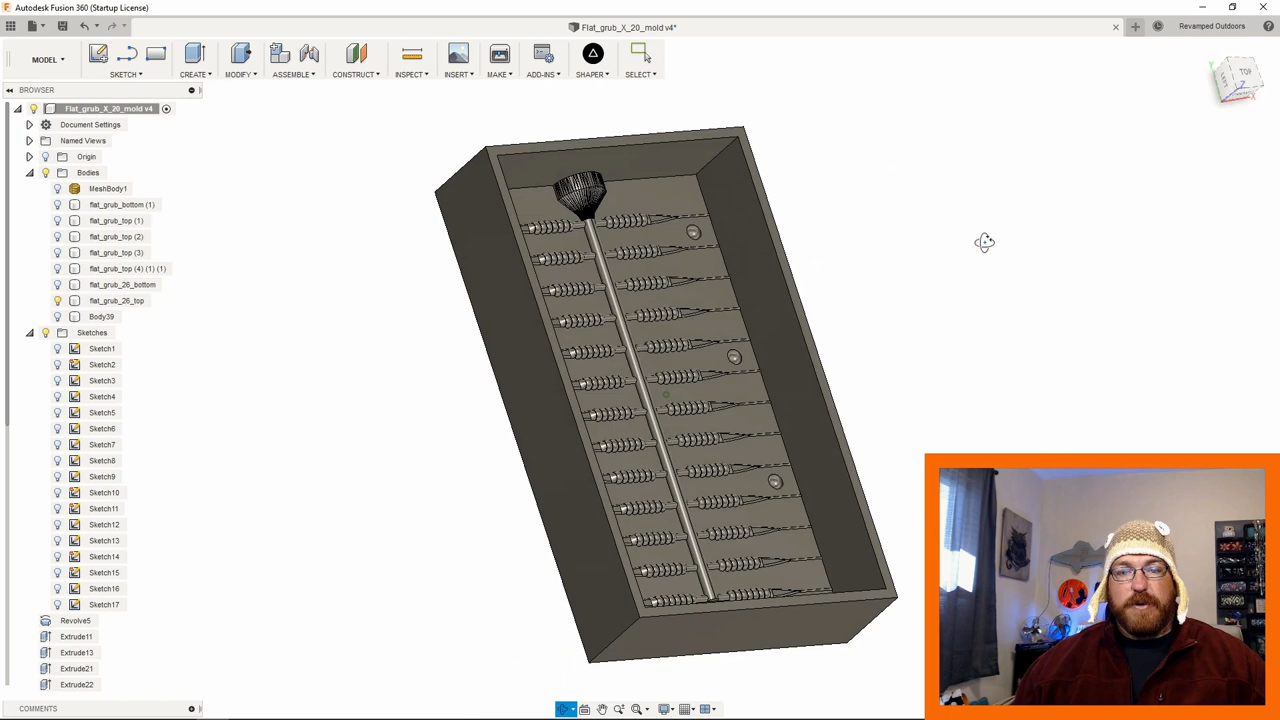 Autodesk Fusion 360 (Startup License)
Flat_grub_X_20_mold v4*
Revamped Outdoors
MODEL
SKETCH
CREATE
MODIFY
ASSEMBLE
CONSTRUCT
INSPECT
INSERT
MAKE
ADD-INS
SHAPER
SELECT
BROWSER
LEFT
TOP
Y
Z
X
Flat_grub_X_20_mold v4
Document Settings
Named Views
Origin
Bodies
MeshBody1
flat_grub_bottom (1)
flat_grub_top (1)
flat_grub_top (2)
flat_grub_top (3)
flat_grub_top (4) (1) (1)
flat_grub_26_bottom
flat_grub_26_top
Body39
Sketches
Sketch1
Sketch2
Sketch3
Sketch4
Sketch5
Sketch6
Sketch7
Sketch8
Sketch9
Sketch10
Sketch11
Sketch12
Sketch13
Sketch14
Sketch15
Sketch16
Sketch17
Revolve5
Extrude11
Extrude13
Extrude21
Extrude22
COMMENTS